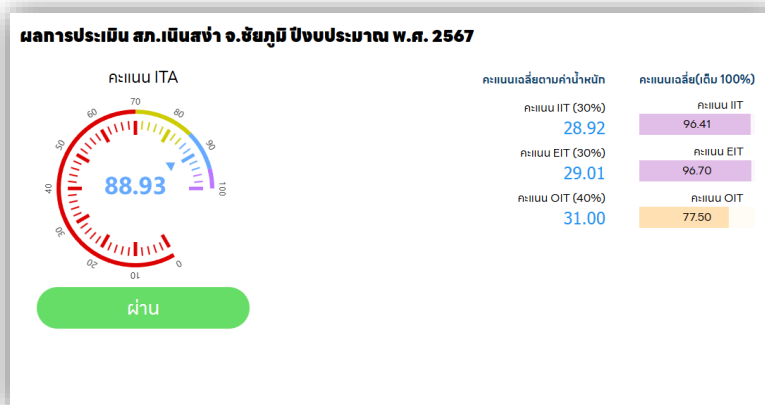 ผลการประเมิน สภ.เนินสง่า จ.ชัยภูมิ ปีงบประมาณ พ.ศ. 2567
คะแนน ITA
0
10
20
30
40
50
60
70
80
90
100
88.93
ผ่าน
คะแนนเฉลี่ยตามค่าน้ำหนัก
คะแนน IIT (30%)
28.92
คะแนน EIT (30%)
29.01
คะแนน OIT (40%)
31.00
คะแนนเฉลี่ย(เต็ม 100%)
คะแนน IIT
96.41
คะแนน EIT
96.70
คะแนน OIT
77.50